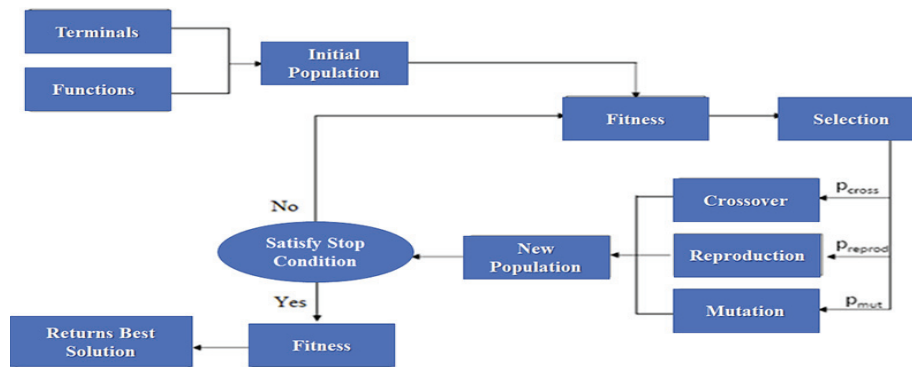 Terminals
Functions
Initial
Population
Fitness
Selection
No
Pcross
Crossover
Preprod
Reproduction
Pmut
Mutation
New
Population
Satisfy Stop
Condition
Yes
Fitness
Returns Best
Solution